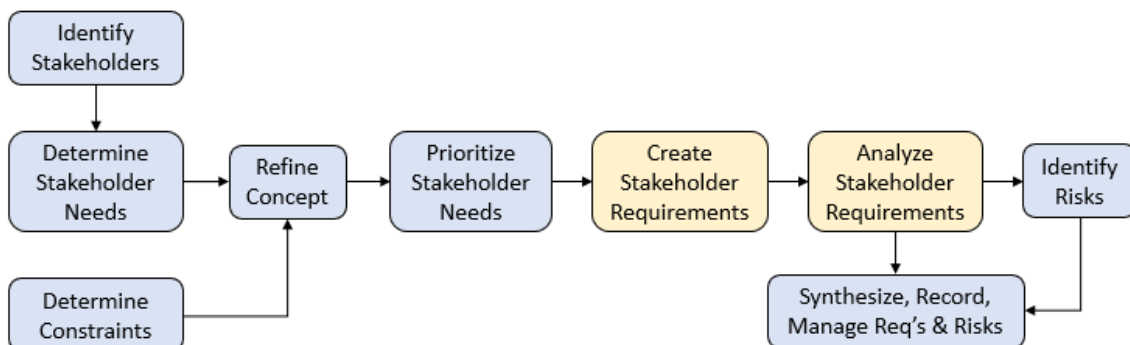 Identify
Stakeholders
Determine
Stakeholder
Needs
Refine
Concept
Prioritize
Stakeholder
Needs
Create
Stakeholder
Requirements
Analyze
Stakeholder
Requirements
Identify
Risks
Determine
Constraints
Synthesize, Record,
Manage Req's & Risks